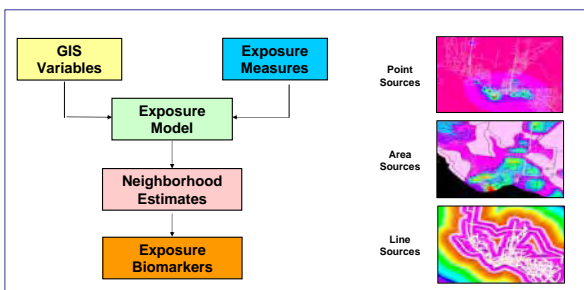 GIS
Variables
Exposure
Measures
Exposure
Model
Neighborhood
Estimates
Exposure
Biomarkers
Point
Sources
Area
Sources
Line
Sources